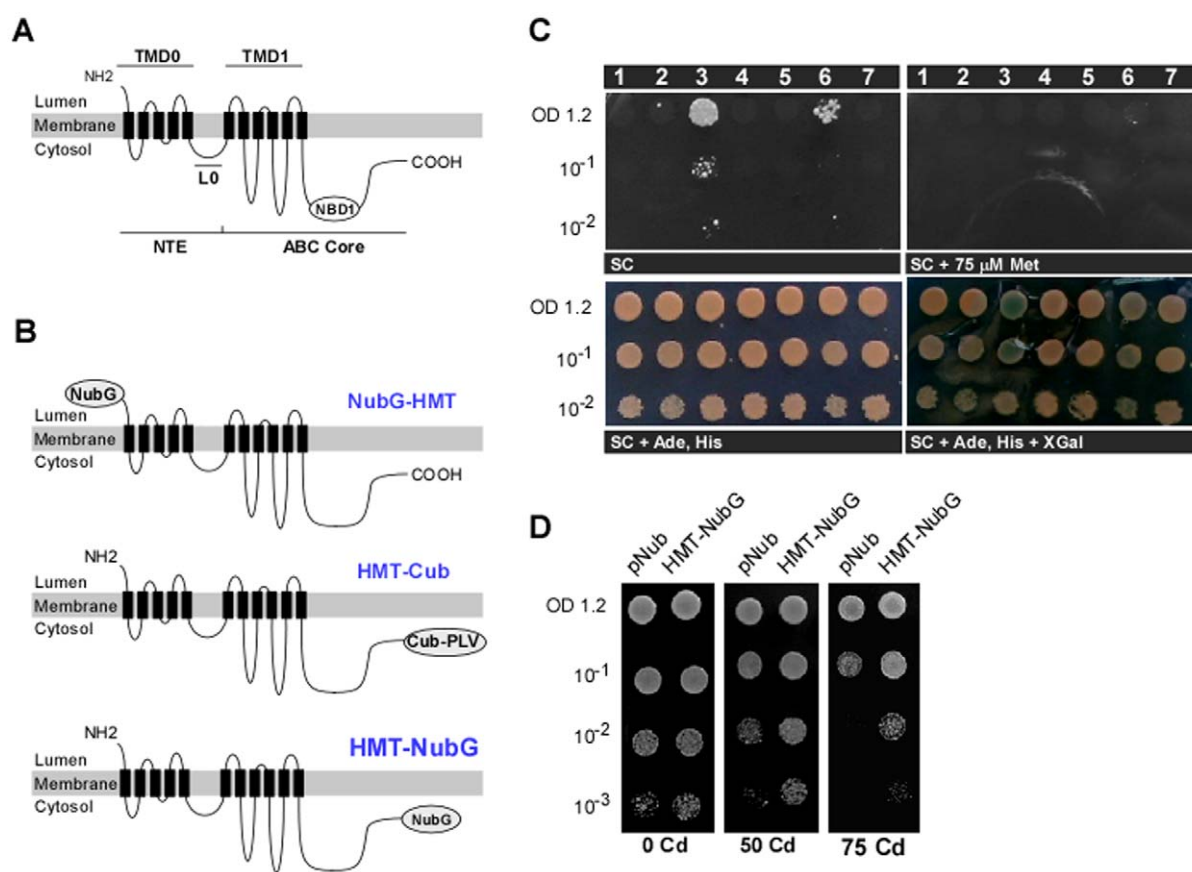 A
TMD0 TMD1
NH2
Lumen
Membrane
Cytosol
L0
COOH
NBD1
NTE ABC Core
B
NubG
NubG-HMT
Lumen
Membrane
Cytosol
COOH
NH2
HMT-Cub
Lumen
Membrane
Cytosol
Cub-PLV
NH2
HMT-NubG
Lumen
Membrane
Cytosol
NubG
C
1 2 3 4 5 6 7 1 2 3 4 5 6 7
OD 1.2
10-1
10-2
SC SC + 75 μM Met
OD 1.2
10-1
10-2
SC + Ade, His SC + Ade, His + XGal
D
pNub HMT-NubG pNub HMT-NubG pNub HMT-NubG
OD 1.2
10-1
10-2
10-3
0 Cd 50 Cd 75 Cd